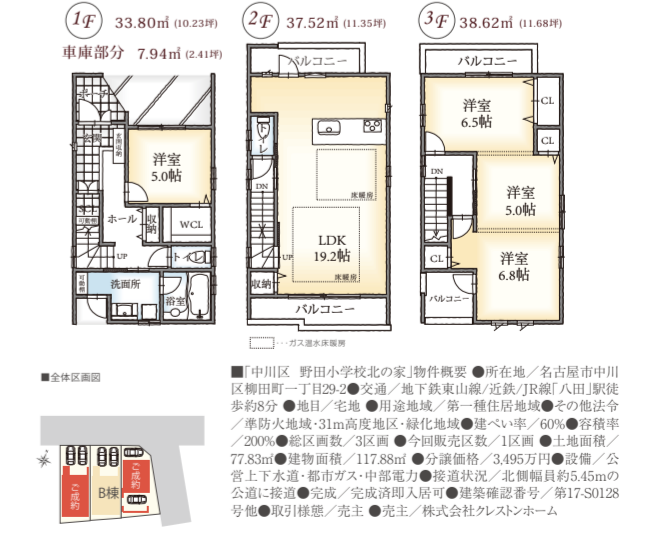 1F 33.80㎡ (10.23坪)
車庫部分 7.94㎡ (2.41坪)
ポーチ
玄関
玄関収納
洋室
5.0帖
ホール
収納
WCL
可動棚
UP
トイレ
可動棚
洗面所
浴室
2F 37.52㎡ (11.35坪)
バルコニー
トイレ
DN
床暖房
LDK
19.2帖
UP
収納
床暖房
バルコニー
･･･ガス温水床暖房
3F 38.62㎡ (11.68坪)
バルコニー
洋室
6.5帖
CL
CL
DN
洋室
5.0帖
CL
洋室
6.8帖
バルコニー
■全体区画図
ご成約
B棟
ご成約
■「中川区 野田小学校北の家」物件概要 ●所在地／名古屋市中川
区柳田町一丁目29-2●交通／地下鉄東山線/近鉄/JR線「八田」駅徒
歩約8分 ●地目／宅地 ●用途地域／第一種住居地域●その他法令
／準防火地域･31m高度地区･緑化地域●建ぺい率／60%●容積率
／200%●総区画数／3区画 ●今回販売区数／1区画 ●土地面積／
77.83㎡●建物面積／117.88㎡ ●分譲価格／3,495万円●設備／公
営上下水道･都市ガス･中部電力●接道状況／北側幅員約5.45mの
公道に接道●完成／完成済即入居可●建築確認番号／第17-S0128
号他●取引様態／売主 ●売主／株式会社クレストンホーム